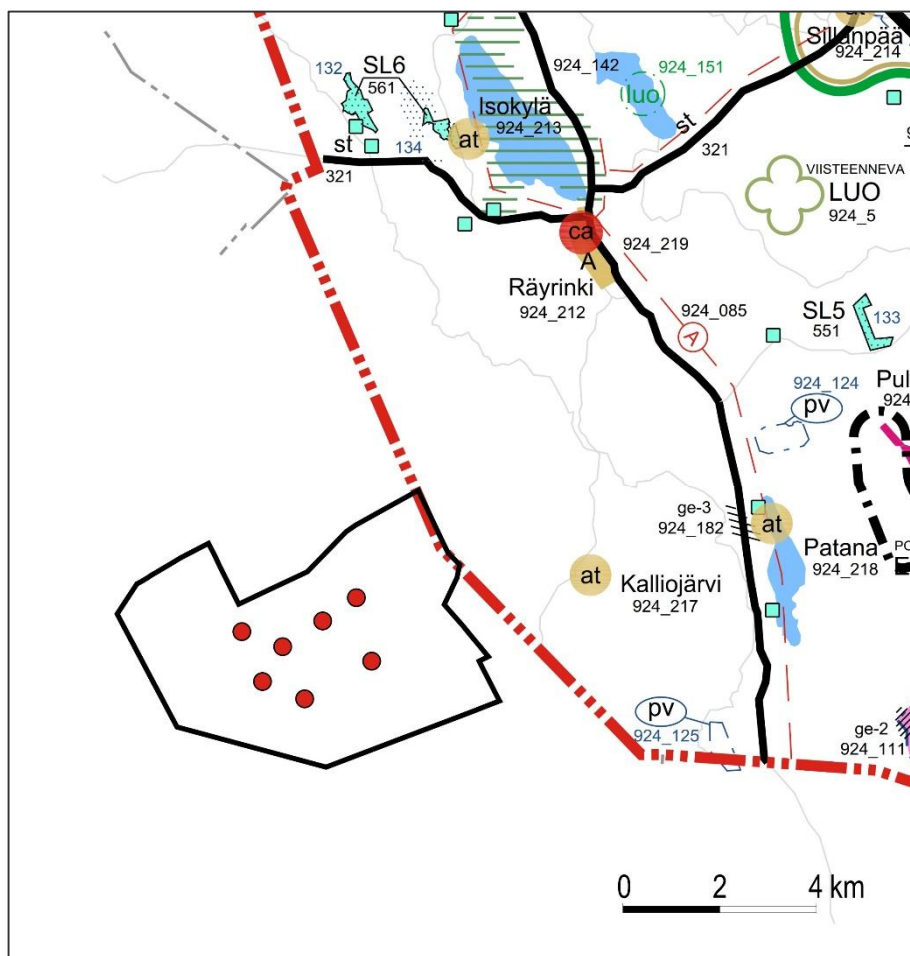 Sillanpää
924_214
SL6
561
132
924_142
924_151
(luo)
Isokylä
924_213
st
134
at
st
321
321
VIISTEENNEVA
LUO
924_5
ca
A
924_219
Räyrinki
924_212
924_085
A
SL5
551
133
924_124
pv
Pul
924
ge-3
924_182
at
Patana
924_218
at
Kalliojärvi
924_217
pv
924_125
ge-2
924_111
0 2 4 km